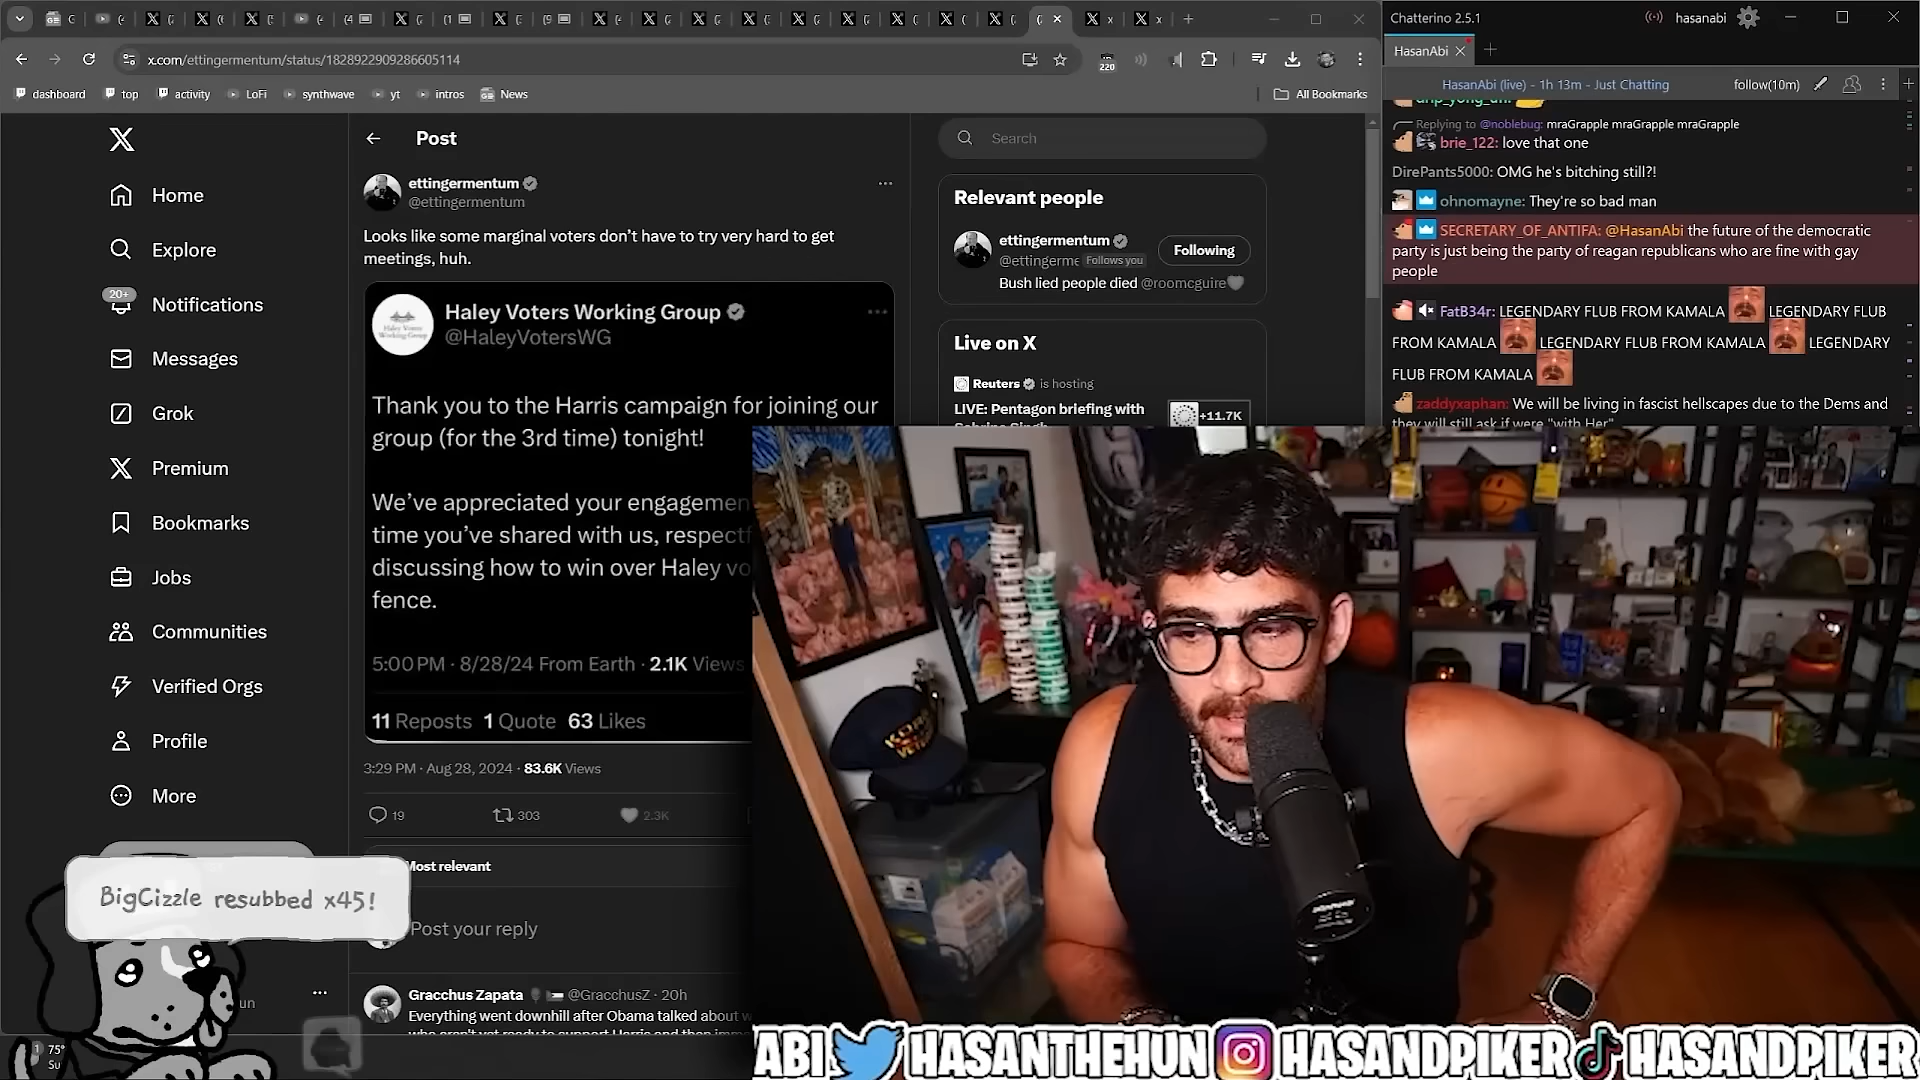 Chatterino 2.5.1
hasanabi
HasanAbi
x.com/ettingermentum/status/1828922909286605114
220
dashboard
top
activity
LoFi
synthwave
yt
intros
News
All Bookmarks
HasanAbi (live) - 1h 13m - Just Chatting
follow(10m)
Home
Explore
20+
Notifications
Messages
Grok
Premium
Bookmarks
Jobs
Communities
Verified Orgs
Profile
More
Post
ettingermentum
@ettingermentum
Looks like some marginal voters don’t have to try very hard to get
meetings, huh.
Haley Voters Working Group
@HaleyVotersWG
Thank you to the Harris campaign for joining our
group (for the 3rd time) tonight!
We’ve appreciated your engagemen
time you’ve shared with us, respectf
discussing how to win over Haley vo
fence.
5:00 PM · 8/28/24 From Earth · 2.1K Views
11 Reposts 1 Quote 63 Likes
3:29 PM · Aug 28, 2024 · 83.6K Views
19
303
2.3K
Most relevant
Post your reply
Gracchus Zapata @GracchusZ · 20h
Everything went downhill after Obama talked about w
Search
Relevant people
ettingermentum
@ettingerme Follows you
Following
Bush lied people died @roomcguire
Live on X
Reuters is hosting
LIVE: Pentagon briefing with
+11.7K
Replying to @noblebug: mraGrapple mraGrapple mraGrapple
brie_122: love that one
DirePants5000: OMG he's bitching still?!
ohnomayne: They're so bad man
SECRETARY_OF_ANTIFA: @HasanAbi the future of the democratic
party is just being the party of reagan republicans who are fine with gay
people
FatB34r: LEGENDARY FLUB FROM KAMALA LEGENDARY FLUB
FROM KAMALA LEGENDARY FLUB FROM KAMALA LEGENDARY
FLUB FROM KAMALA
zaddyxaphan: We will be living in fascist hellscapes due to the Dems and
they will still ask if were "with Her"
BigCizzle resubbed x45!
un
75°
Su
ABI HASANTHEHUN HASANDPIKER HASANDPIKER